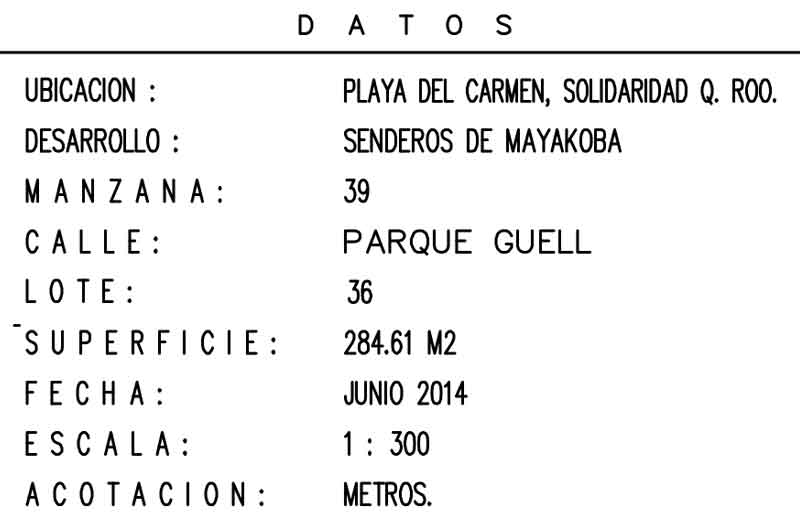 DATOS
UBICACION : PLAYA DEL CARMEN, SOLIDARIDAD Q. ROO.
DESARROLLO : SENDEROS DE MAYAKOBA
MANZANA: 39
CALLE: PARQUE GUELL
LOTE: 36
SUPERFICIE: 284.61 M2
FECHA: JUNIO 2014
ESCALA: 1 : 300
ACOTACION: METROS.